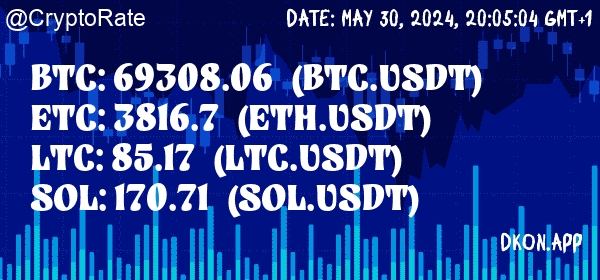 @CryptoRate
DATE: MAY 30, 2024, 20:05:04 GMT+1
BTC: 69308.06 (BTC.USDT)
ETC: 3816.7 (ETH.USDT)
LTC: 85.17 (LTC.USDT)
SOL: 170.71 (SOL.USDT)
DKON.APP